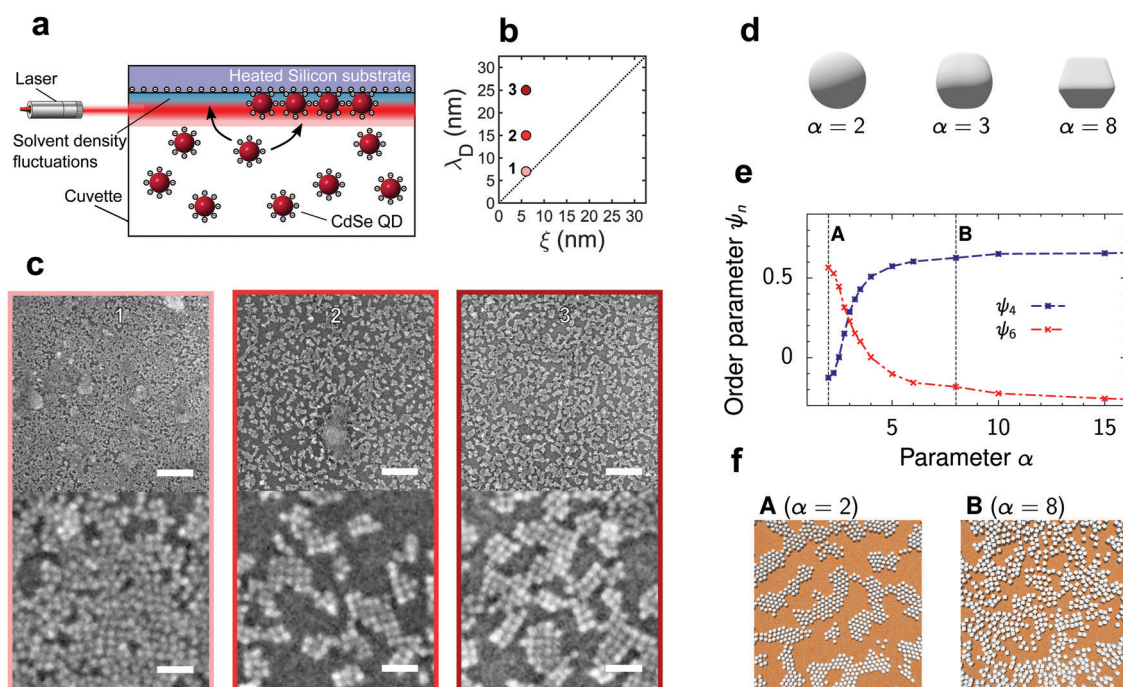 a
Laser
Heated Silicon substrate
Solvent density
fluctuations
Cuvette
CdSe QD
b
λD (nm)
30
25
20
15
10
5
0
3
2
1
0 5 10 15 20 25 30
ξ (nm)
c
1
2
3
d
α = 2
α = 3
α = 8
e
Order parameter ψn
A
B
0.5
0
ψ4
ψ6
5
10
15
Parameter α
f
A (α = 2)
B (α = 8)